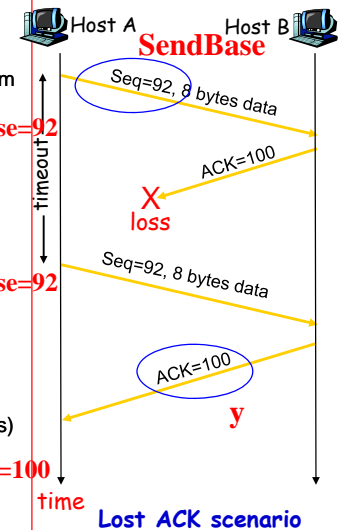 Host A
Host B
SendBase
m
Seq=92, 8 bytes data
se=92
ACK=100
timeout
X
loss
Seq=92, 8 bytes data
se=92
ACK=100
y
s)
=100
time
Lost ACK scenario